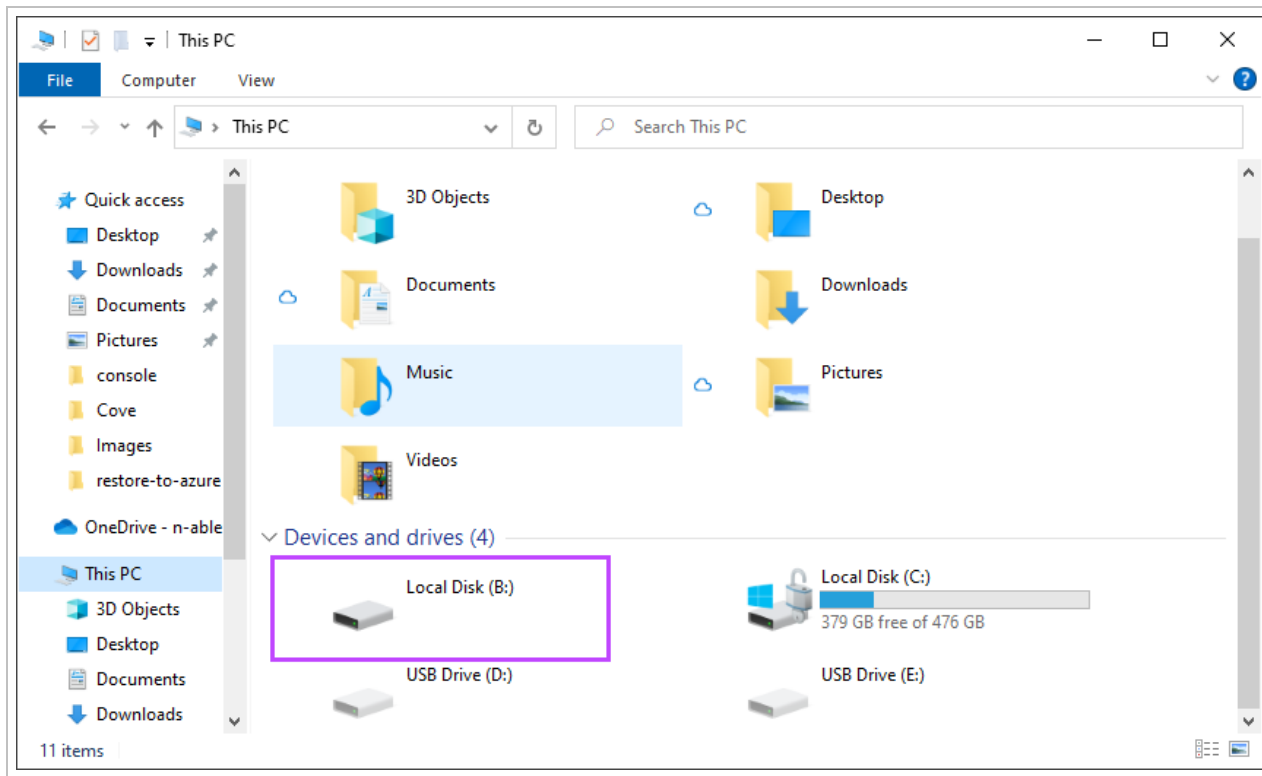 This PC
File Computer View
?
This PC
Search This PC
Quick access
Desktop
Downloads
Documents
Pictures
console
Cove
Images
restore-to-azure
OneDrive - n-able
This PC
3D Objects
Desktop
Documents
Downloads
3D Objects
Desktop
Documents
Downloads
Music
Pictures
Videos
Devices and drives (4)
Local Disk (B:)
Local Disk (C:)
379 GB free of 476 GB
USB Drive (D:)
USB Drive (E:)
11 items